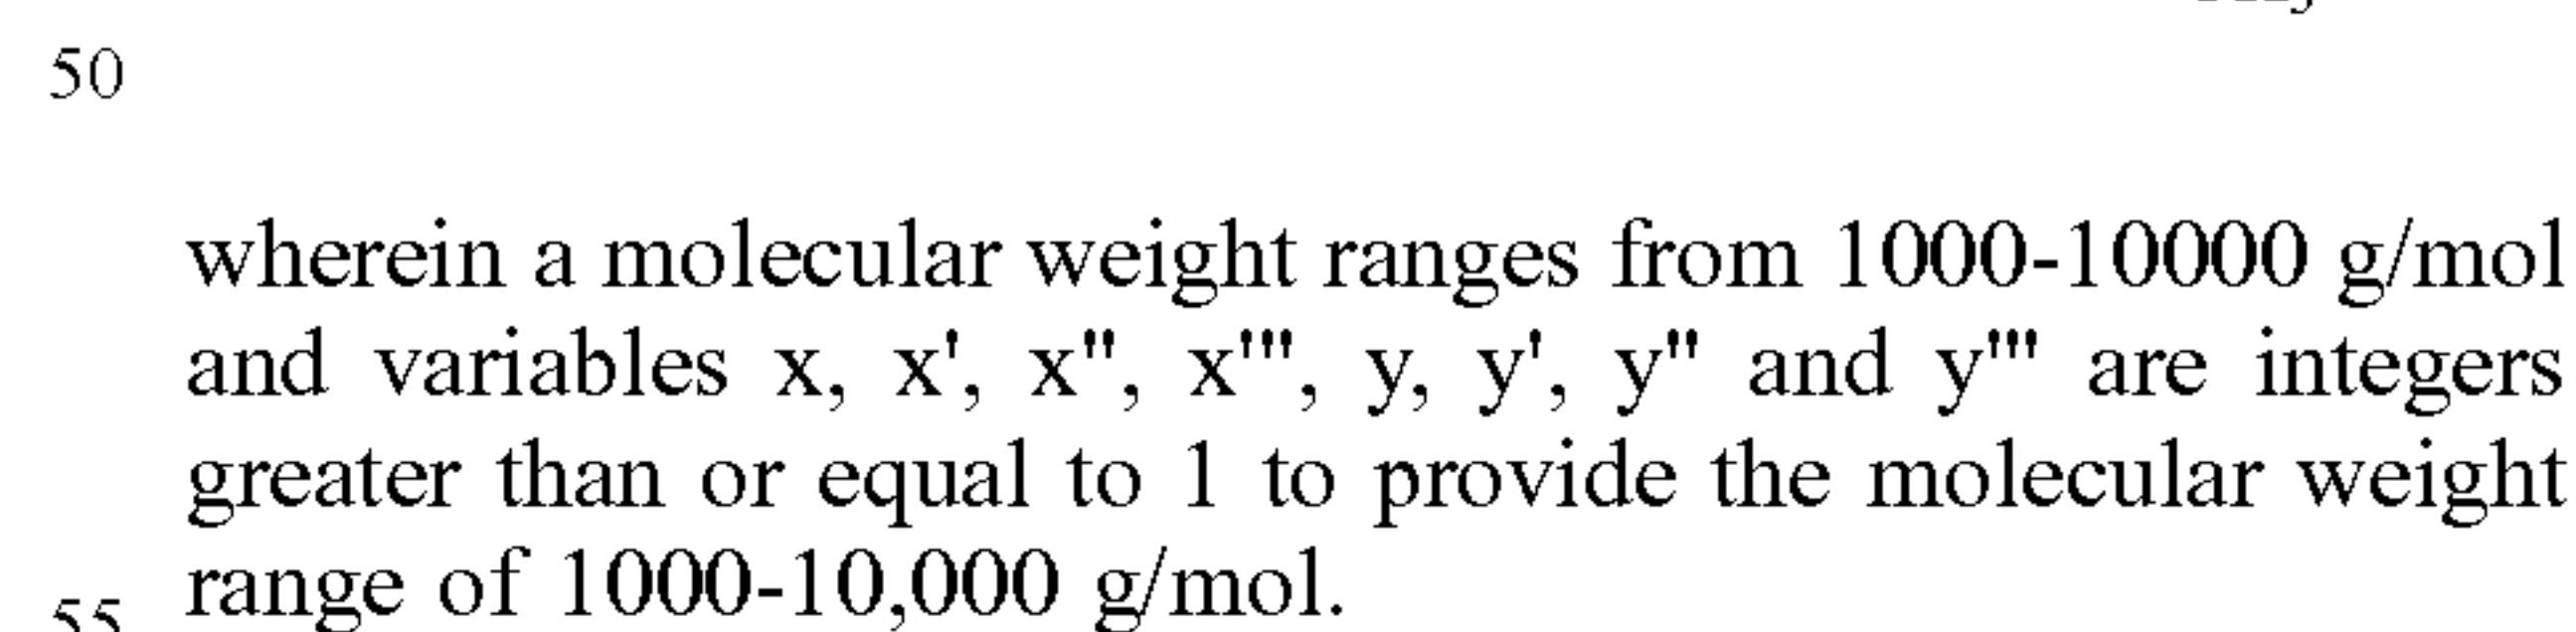 50
wherein a molecular weight ranges from 1000-10000 g/mol
and variables x, x', x", x'", y, y', y" and y'" are integers
greater than or equal to 1 to provide the molecular weight
range of 1000-10,000 g/mol.
55